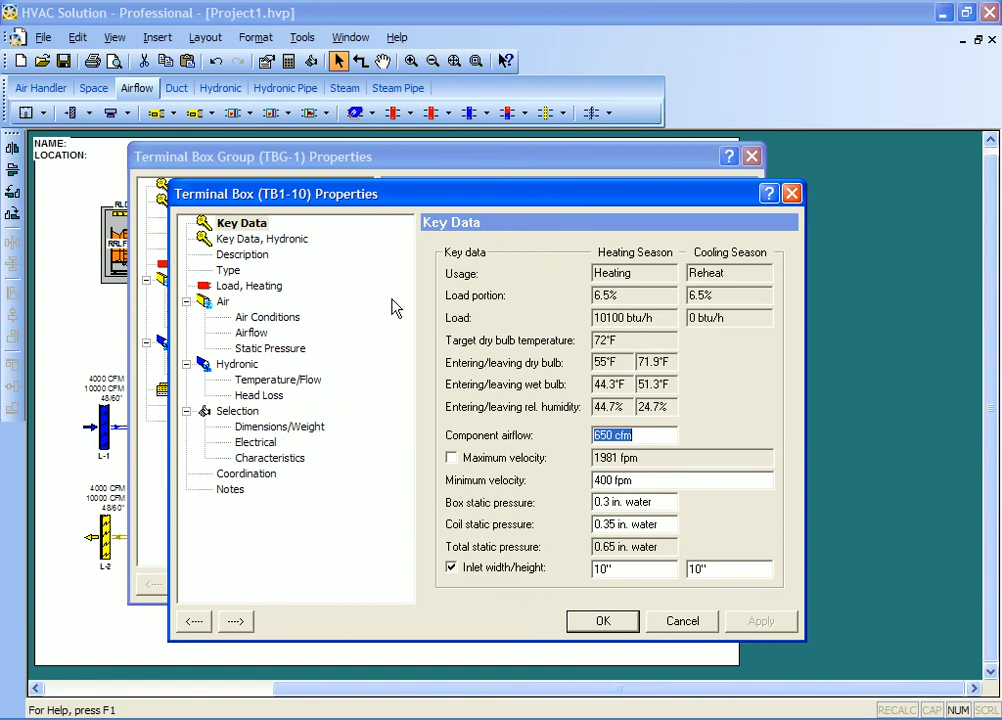 HVAC Solution - Professional - [Project1.hvp]
File Edit View Insert Layout Format Tools Window Help
Air Handler Space Airflow Duct Hydronic Hydronic Pipe Steam Steam Pipe
NAME:
LOCATION:
Terminal Box Group (TBG-1) Properties
Terminal Box (TB1-10) Properties
Key Data
Key Data, Hydronic
Description
Type
Load, Heating
Air
Air Conditions
Airflow
Static Pressure
Hydronic
Temperature/Flow
Head Loss
Selection
Dimensions/Weight
Electrical
Characteristics
Coordination
Notes
Key Data
Key data Heating Season Cooling Season
Usage: Heating Reheat
Load portion: 6.5% 6.5%
Load: 10100 btu/h 0 btu/h
Target dry bulb temperature: 72°F
Entering/leaving dry bulb: 55°F 71.9°F
Entering/leaving wet bulb: 44.3°F 51.3°F
Entering/leaving rel. humidity: 44.7% 24.7%
Component airflow: 650 cfm
Maximum velocity: 1981 fpm
Minimum velocity: 400 fpm
Box static pressure: 0.3 in. water
Coil static pressure: 0.35 in. water
Total static pressure: 0.65 in. water
Inlet width/height: 10" 10"
<---- ----> OK Cancel Apply
<----
4000 CFM
10000 CFM
48/60°
L-1
4000 CFM
10000 CFM
48/60°
L-2
For Help, press F1
RECALC CAP NUM SCRL